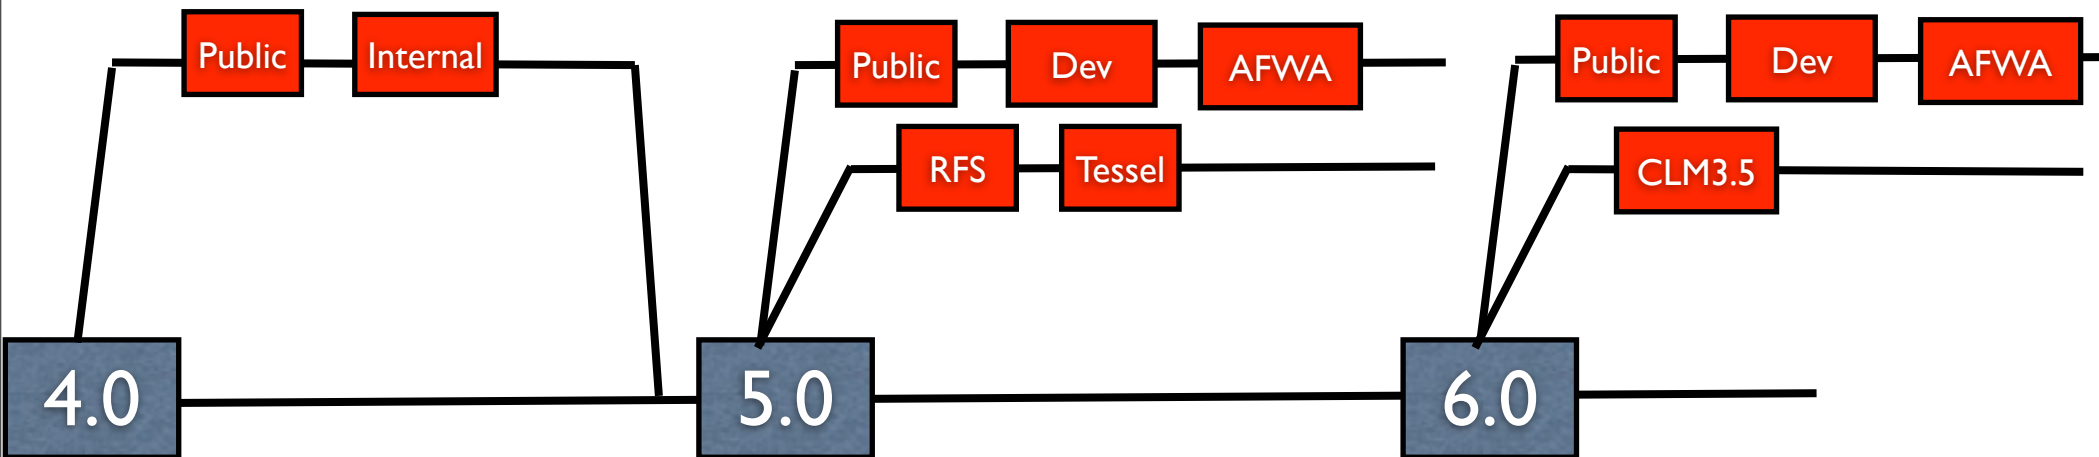 Public Internal
Public Dev AFWA
Public Dev AFWA
RFS Tessel
CLM3.5
4.0 5.0 6.0